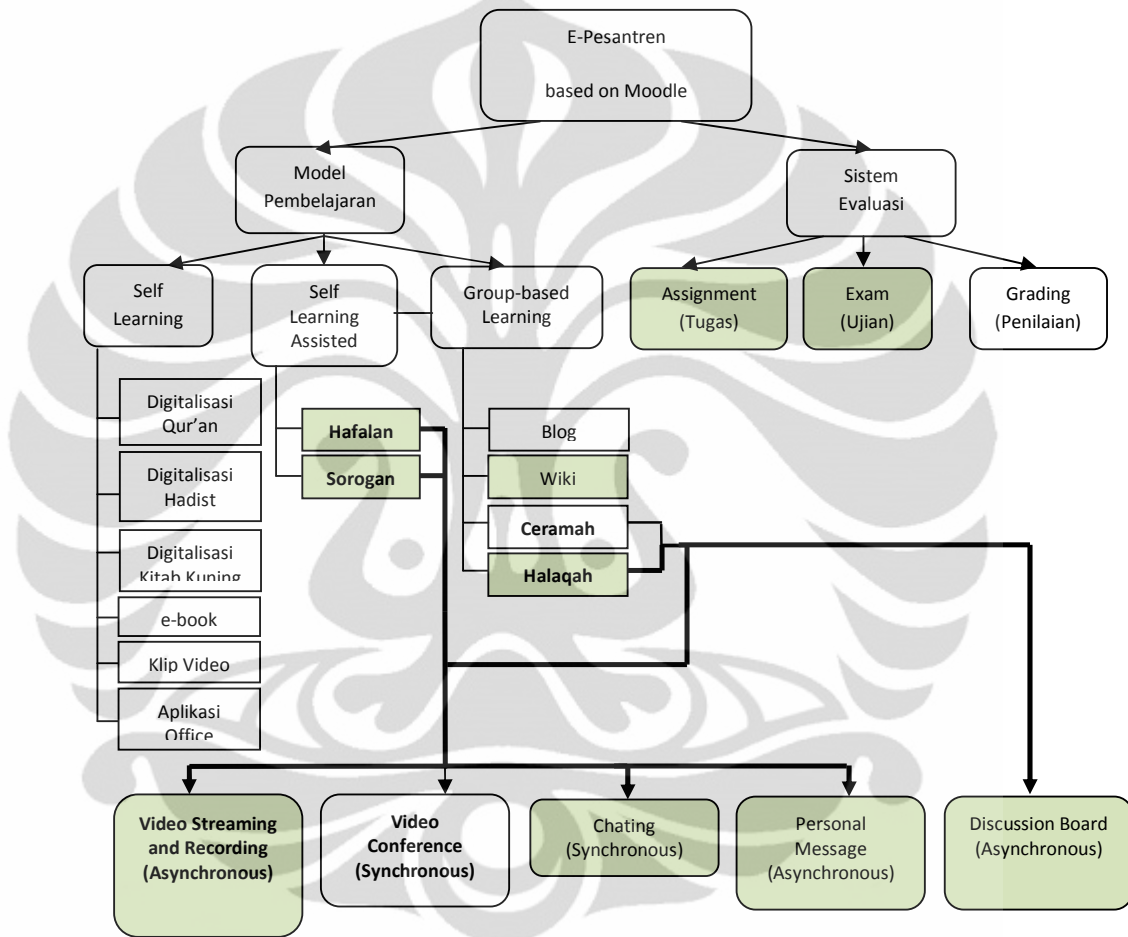 E-Pesantren
based on Moodle
Model
Pembelajaran
Sistem
Evaluasi
Self
Learning
Self
Learning
Assisted
Group-based
Learning
Assignment
(Tugas)
Exam
(Ujian)
Grading
(Penilaian)
Digitalisasi
Qur’an
Digitalisasi
Hadist
Digitalisasi
Kitab Kuning
e-book
Klip Video
Aplikasi
Office
Hafalan
Sorogan
Blog
Wiki
Ceramah
Halaqah
Video Streaming
and Recording
(Asynchronous)
Video
Conference
(Synchronous)
Chating
(Synchronous)
Personal
Message
(Asynchronous)
Discussion Board
(Asynchronous)